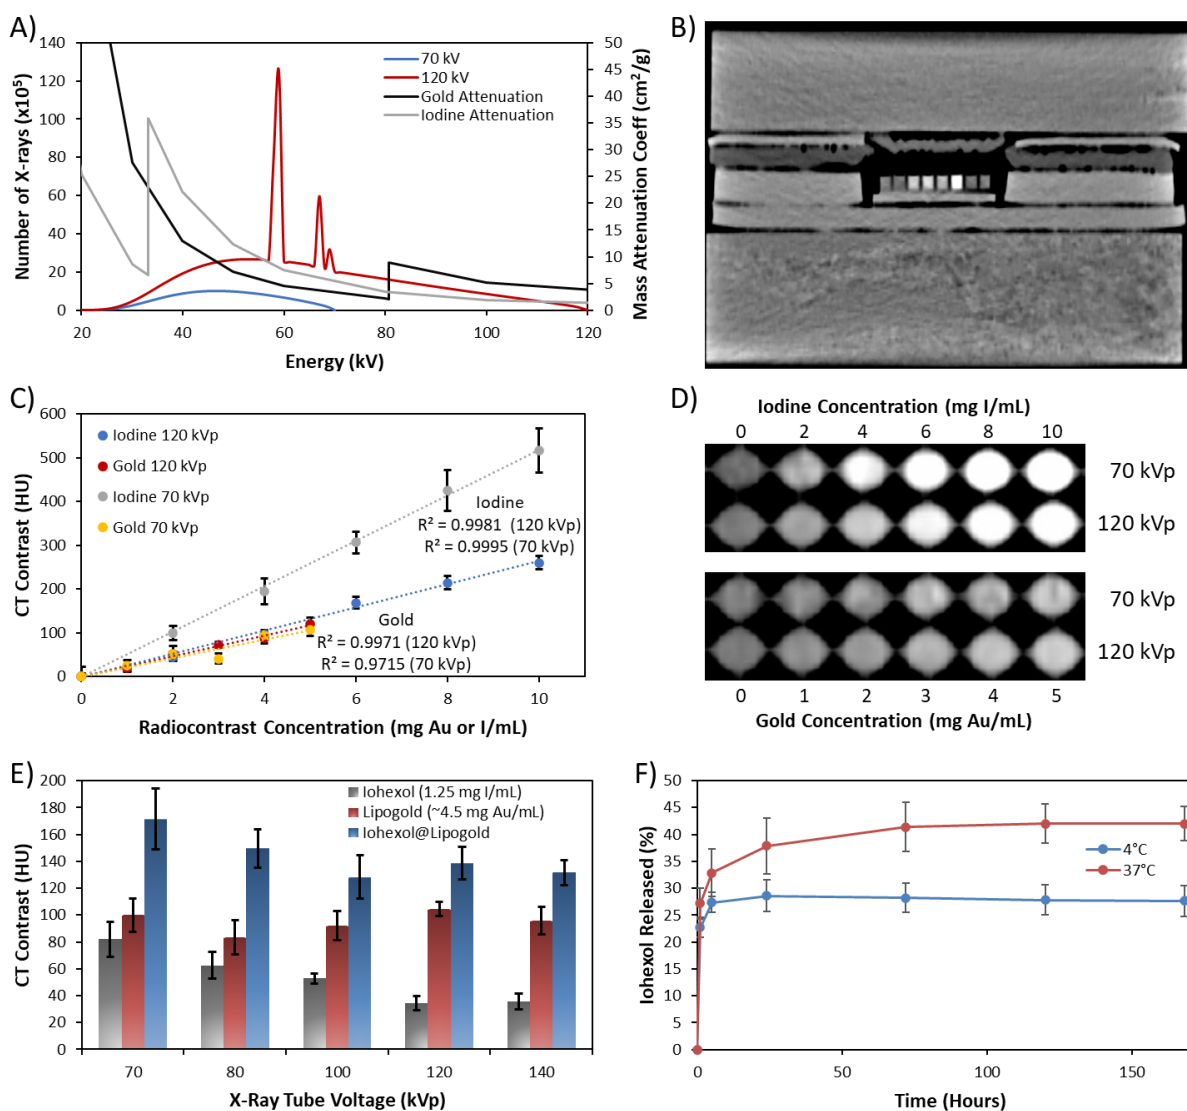 A)
140
120
100
80
60
40
20
0
Number of X-rays (x10⁵)
50
45
40
35
30
25
20
15
10
5
0
Mass Attenuation Coeff (cm²/g)
70 kV
120 kV
Gold Attenuation
Iodine Attenuation
20 40 60 80 100 120
Energy (kV)
B)
C)
600
500
400
300
200
100
0
CT Contrast (HU)
Iodine 120 kVp
Gold 120 kVp
Iodine 70 kVp
Gold 70 kVp
Iodine
R² = 0.9981 (120 kVp)
R² = 0.9995 (70 kVp)
Gold
R² = 0.9971 (120 kVp)
R² = 0.9715 (70 kVp)
0 2 4 6 8 10
Radiocontrast Concentration (mg Au or I/mL)
D)
Iodine Concentration (mg I/mL)
0 2 4 6 8 10
70 kVp
120 kVp
70 kVp
120 kVp
0 1 2 3 4 5
Gold Concentration (mg Au/mL)
E)
200
180
160
140
120
100
80
60
40
20
0
CT Contrast (HU)
Iohexol (1.25 mg I/mL)
Lipogold (~4.5 mg Au/mL)
Iohexol@Lipogold
70 80 100 120 140
X-Ray Tube Voltage (kVp)
F)
50
45
40
35
30
25
20
15
10
5
0
Iohexol Released (%)
4°C
37°C
0 50 100 150
Time (Hours)